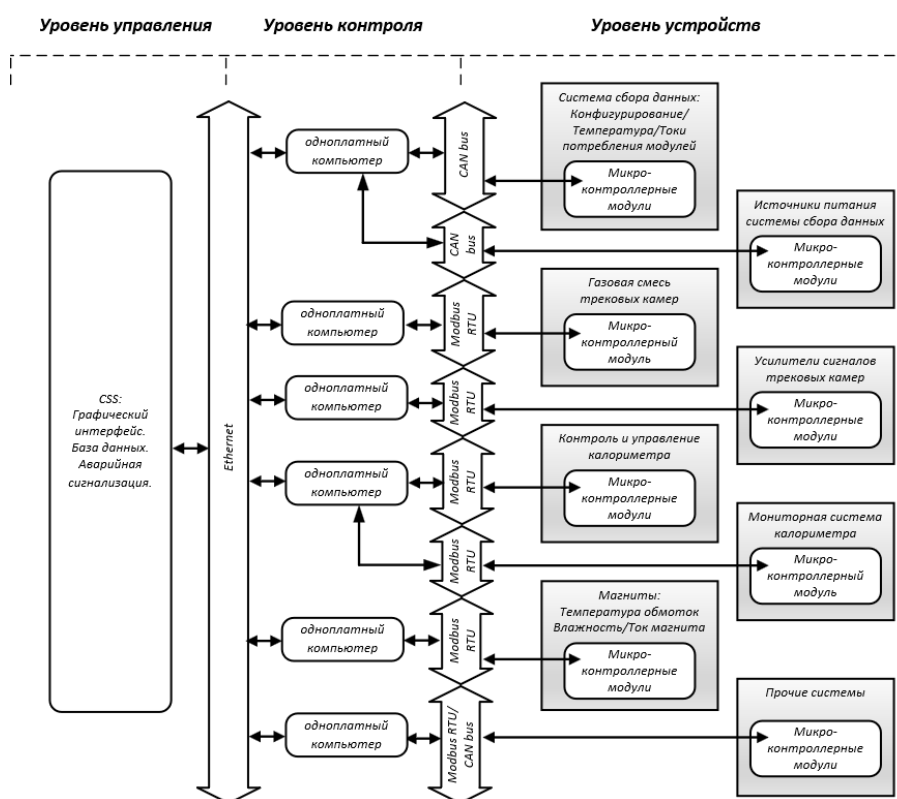 Уровень управления
Уровень контроля
Уровень устройств
CSS:
Графический
интерфейс.
База данных.
Аварийная
сигнализация.
Ethernet
одноплатный
компьютер
CAN bus
Система сбора данных:
Конфигурирование/
Температура/Токи
потребления модулей
Микро-
контроллерные
модули
CAN
bus
Источники питания
системы сбора данных
Микро-
контроллерные
модули
одноплатный
компьютер
Modbus
RTU
Газовая смесь
трековых камер
Микро-
контроллерный
модуль
одноплатный
компьютер
Modbus
RTU
Усилители сигналов
трековых камер
Микро-
контроллерные
модули
одноплатный
компьютер
Modbus
RTU
Контроль и управление
калориметра
Микро-
контроллерные
модули
Modbus
RTU
Мониторная система
калориметра
Микро-
контроллерный
модуль
одноплатный
компьютер
Modbus
RTU
Магниты:
Температура обмоток
Влажность/Ток магнита
Микро-
контроллерные
модули
одноплатный
компьютер
Modbus RTU/
CAN bus
Прочие системы
Микро-
контроллерные
модули